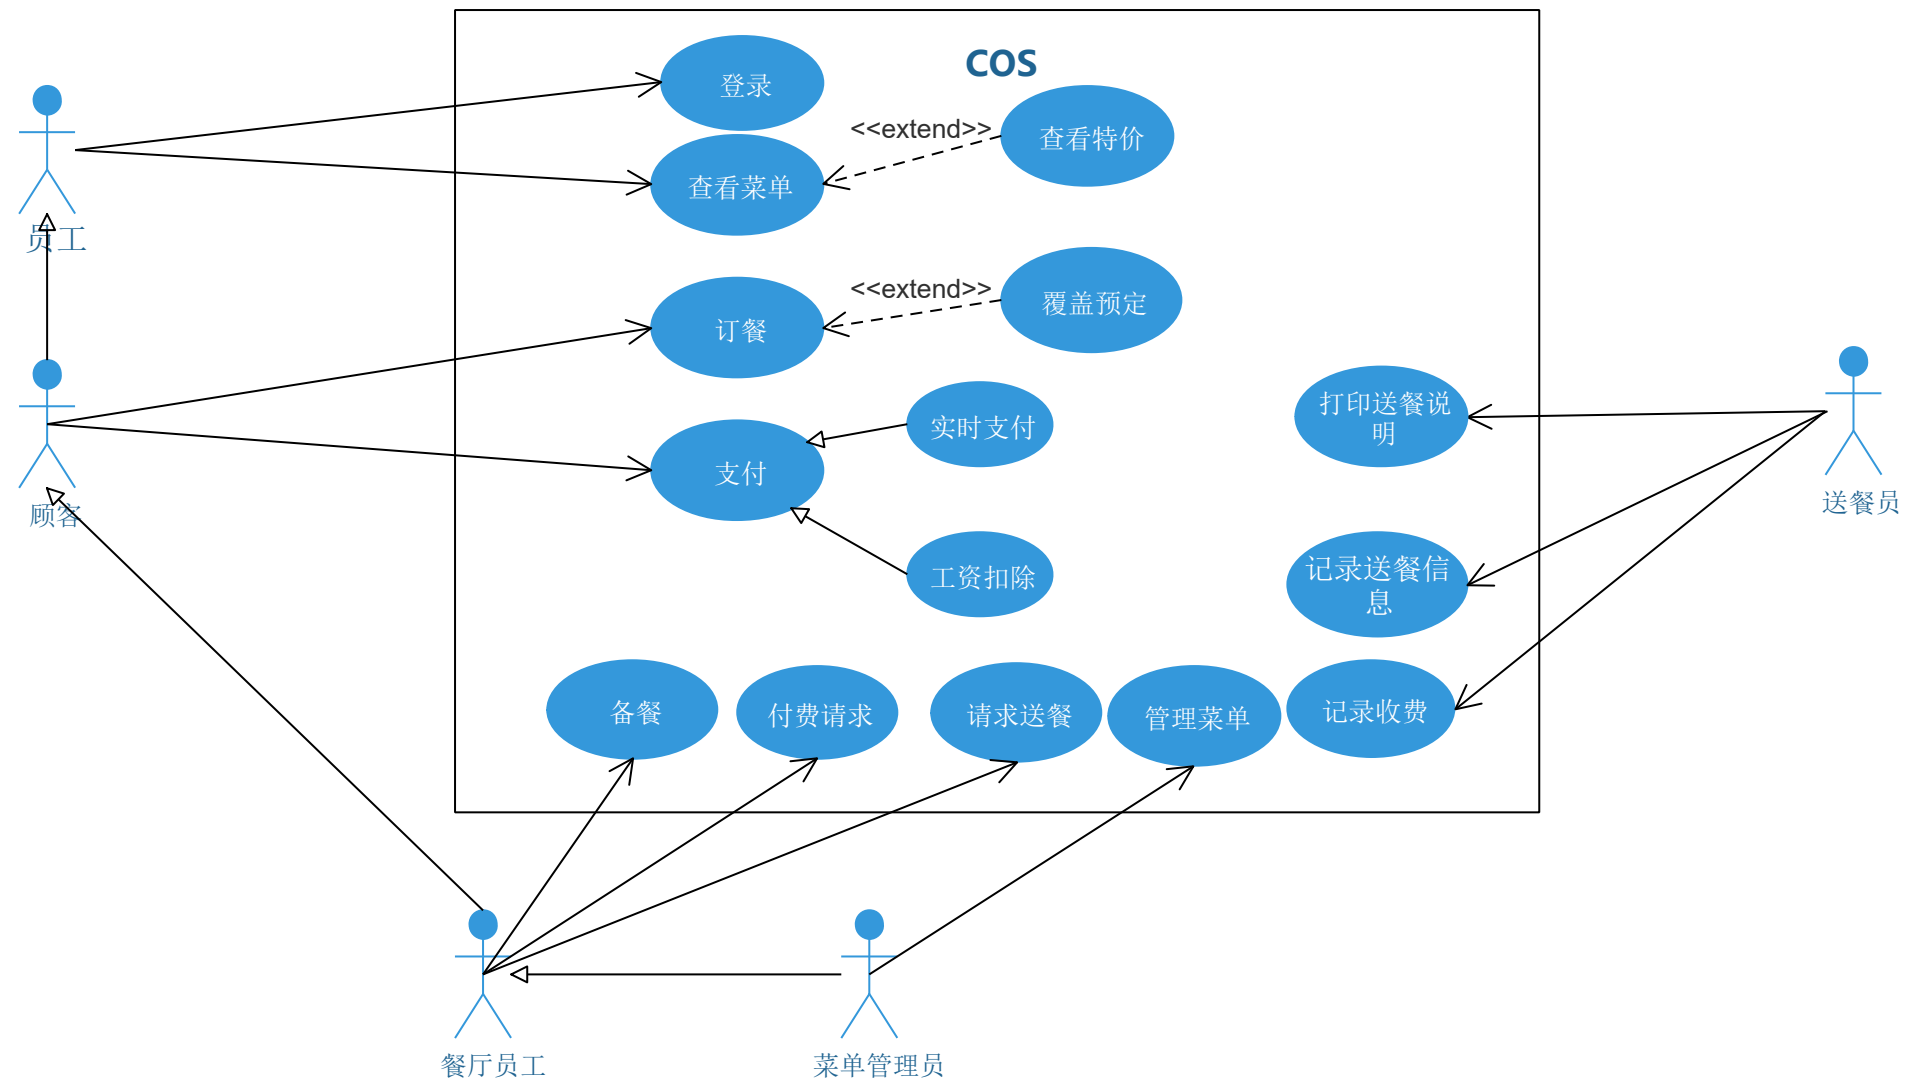 COS
登录
<<extend>>
查看特价
查看菜单
员工
<<extend>>
覆盖预定
订餐
打印送餐说
明
实时支付
支付
送餐员
顾客
记录送餐信
息
工资扣除
备餐
付费请求
请求送餐
管理菜单
记录收费
餐厅员工
菜单管理员